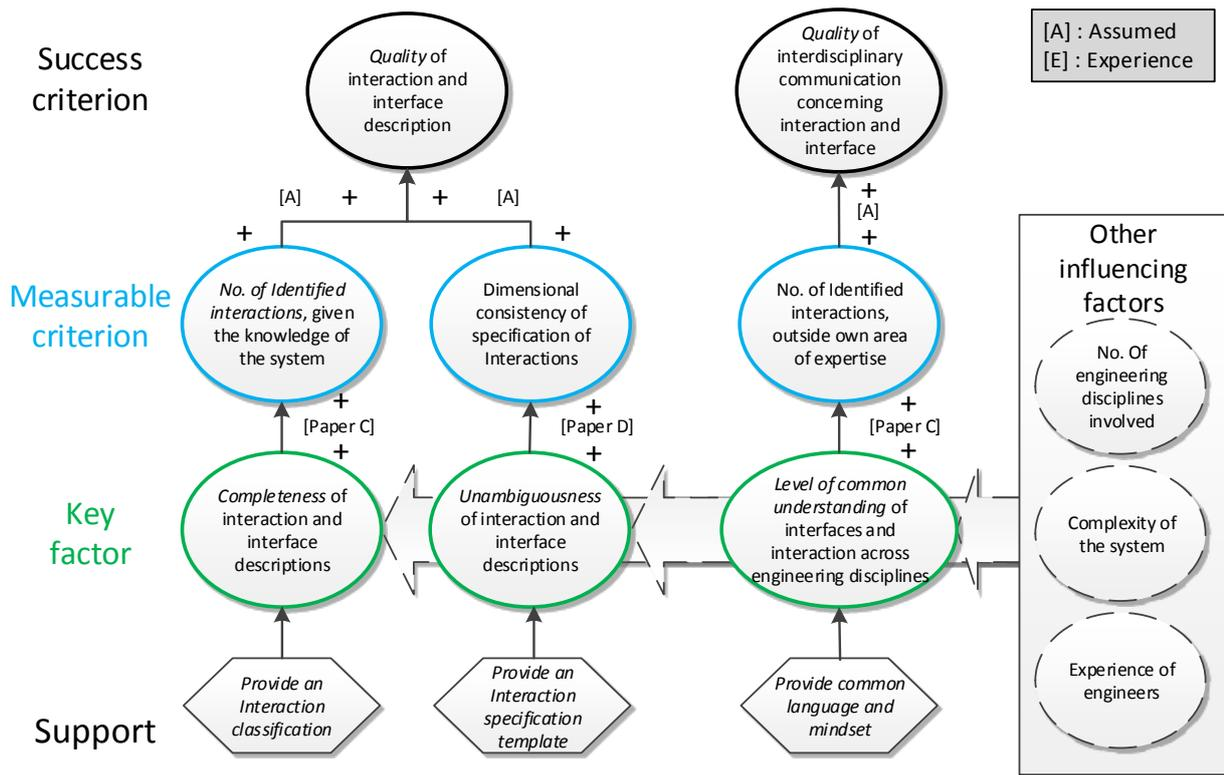 Success
criterion
Quality of
interaction and
interface
description
Quality of
interdisciplinary
communication
concerning
interaction and
interface
[A] : Assumed
[E] : Experience
+
[A]
+
+
[A]
+
+
[A]
+
Measurable
criterion
No. of Identified
interactions, given
the knowledge of
the system
Dimensional
consistency of
specification of
Interactions
No. of Identified
interactions,
outside own area
of expertise
Other
influencing
factors
No. Of
engineering
disciplines
involved
Complexity of
the system
Experience of
engineers
+
[Paper C]
+
+
[Paper D]
+
+
[Paper C]
+
Key
factor
Completeness of
interaction and
interface
descriptions
Unambiguousness
of interaction and
interface
descriptions
Level of common
understanding of
interfaces and
interaction across
engineering disciplines
Support
Provide an
Interaction
classification
Provide an
Interaction
specification
template
Provide common
language and
mindset